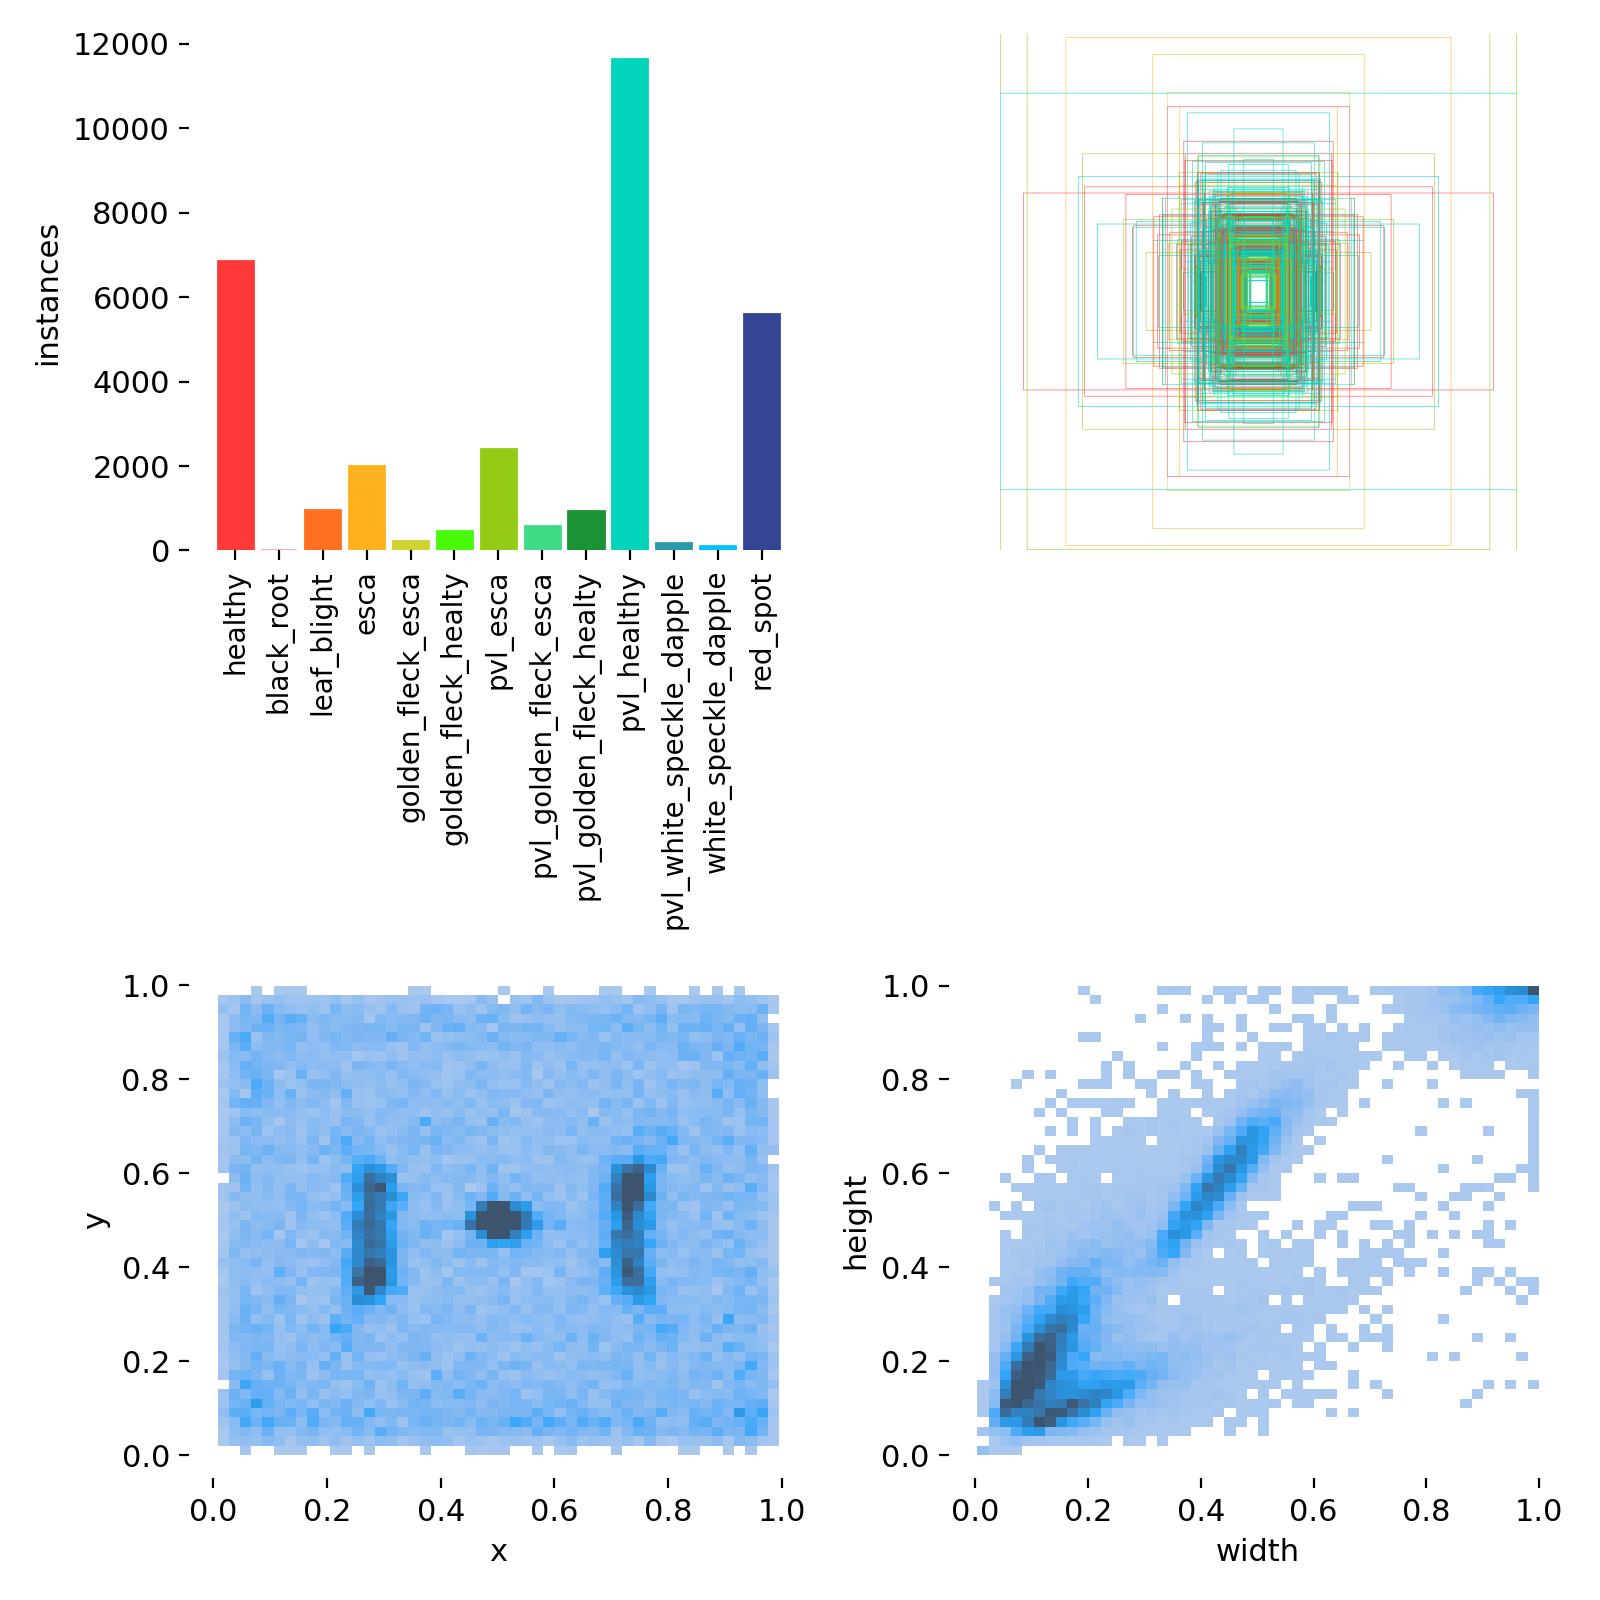 12000
10000
8000
6000
4000
2000
0
instances
healthy
black_root
leaf_blight
esca
golden_fleck_esca
golden_fleck_healty
pvl_esca
pvl_golden_fleck_esca
pvl_golden_fleck_healty
pvl_healthy
pvl_white_speckle_dapple
white_speckle_dapple
red_spot
1.0
0.8
0.6
0.4
0.2
0.0
y
0.0 0.2 0.4 0.6 0.8 1.0
x
1.0
0.8
0.6
0.4
0.2
0.0
height
0.0 0.2 0.4 0.6 0.8 1.0
width